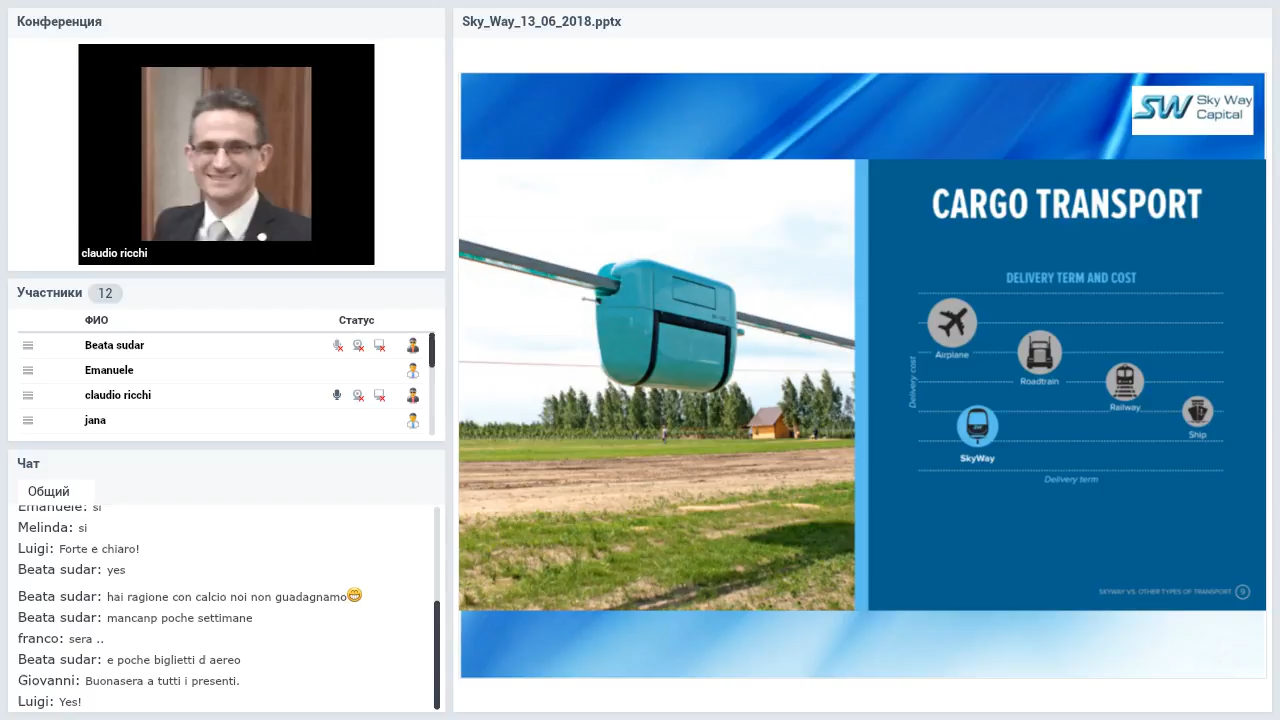 Конференция
claudio ricchi
Участники 12
ФИО Статус
Beata sudar
Emanuele
claudio ricchi
jana
Чат
Общий
Emanuele: si
Melinda: si
Luigi: Forte e chiaro!
Beata sudar: yes
Beata sudar: hai ragione con calcio noi non guadagnamo😁
Beata sudar: mancanp poche settimane
franco: sera ..
Beata sudar: e poche biglietti d aereo
Giovanni: Buonasera a tutti i presenti.
Luigi: Yes!
Sky_Way_13_06_2018.pptx
SW Sky Way
Capital
CARGO TRANSPORT
DELIVERY TERM AND COST
Delivery cost
Airplane
Roadtrain
Railway
Ship
SkyWay
Delivery term
SKYWAY VS. OTHER TYPES OF TRANSPORT 9